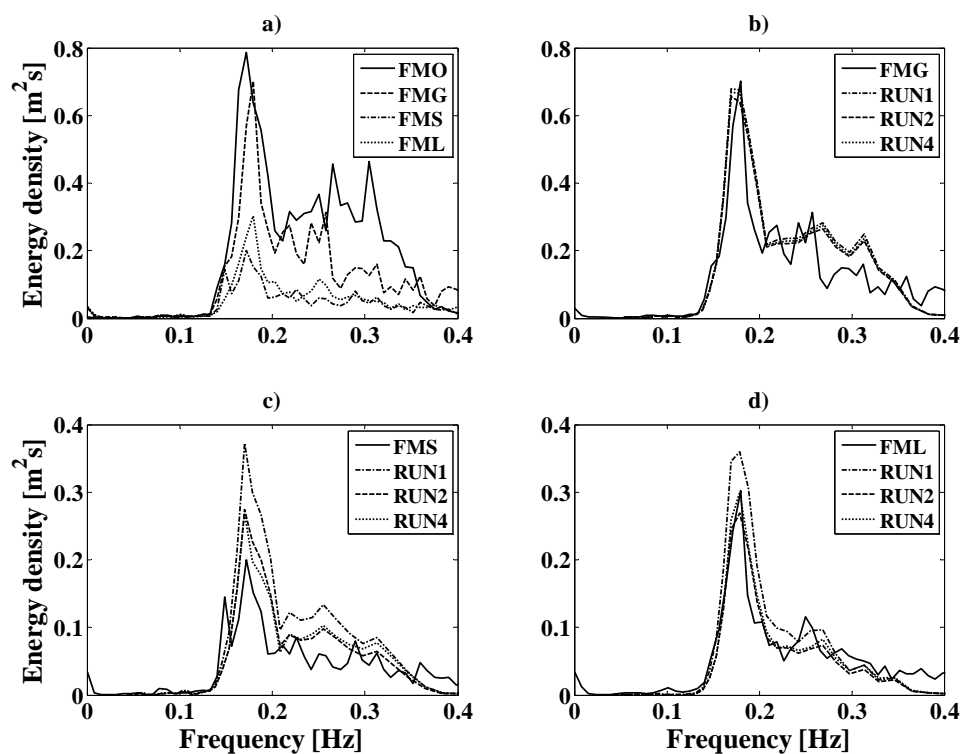 a)
Energy density [m²s]
0.8
0.6
0.4
0.2
0
0
0.1
0.2
0.3
0.4
FMO
FMG
FMS
FML
b)
0.8
0.6
0.4
0.2
0
0
0.1
0.2
0.3
0.4
FMG
RUN1
RUN2
RUN4
c)
Energy density [m²s]
0.4
0.3
0.2
0.1
0
0
0.1
0.2
0.3
0.4
Frequency [Hz]
FMS
RUN1
RUN2
RUN4
d)
0.4
0.3
0.2
0.1
0
0
0.1
0.2
0.3
0.4
Frequency [Hz]
FML
RUN1
RUN2
RUN4